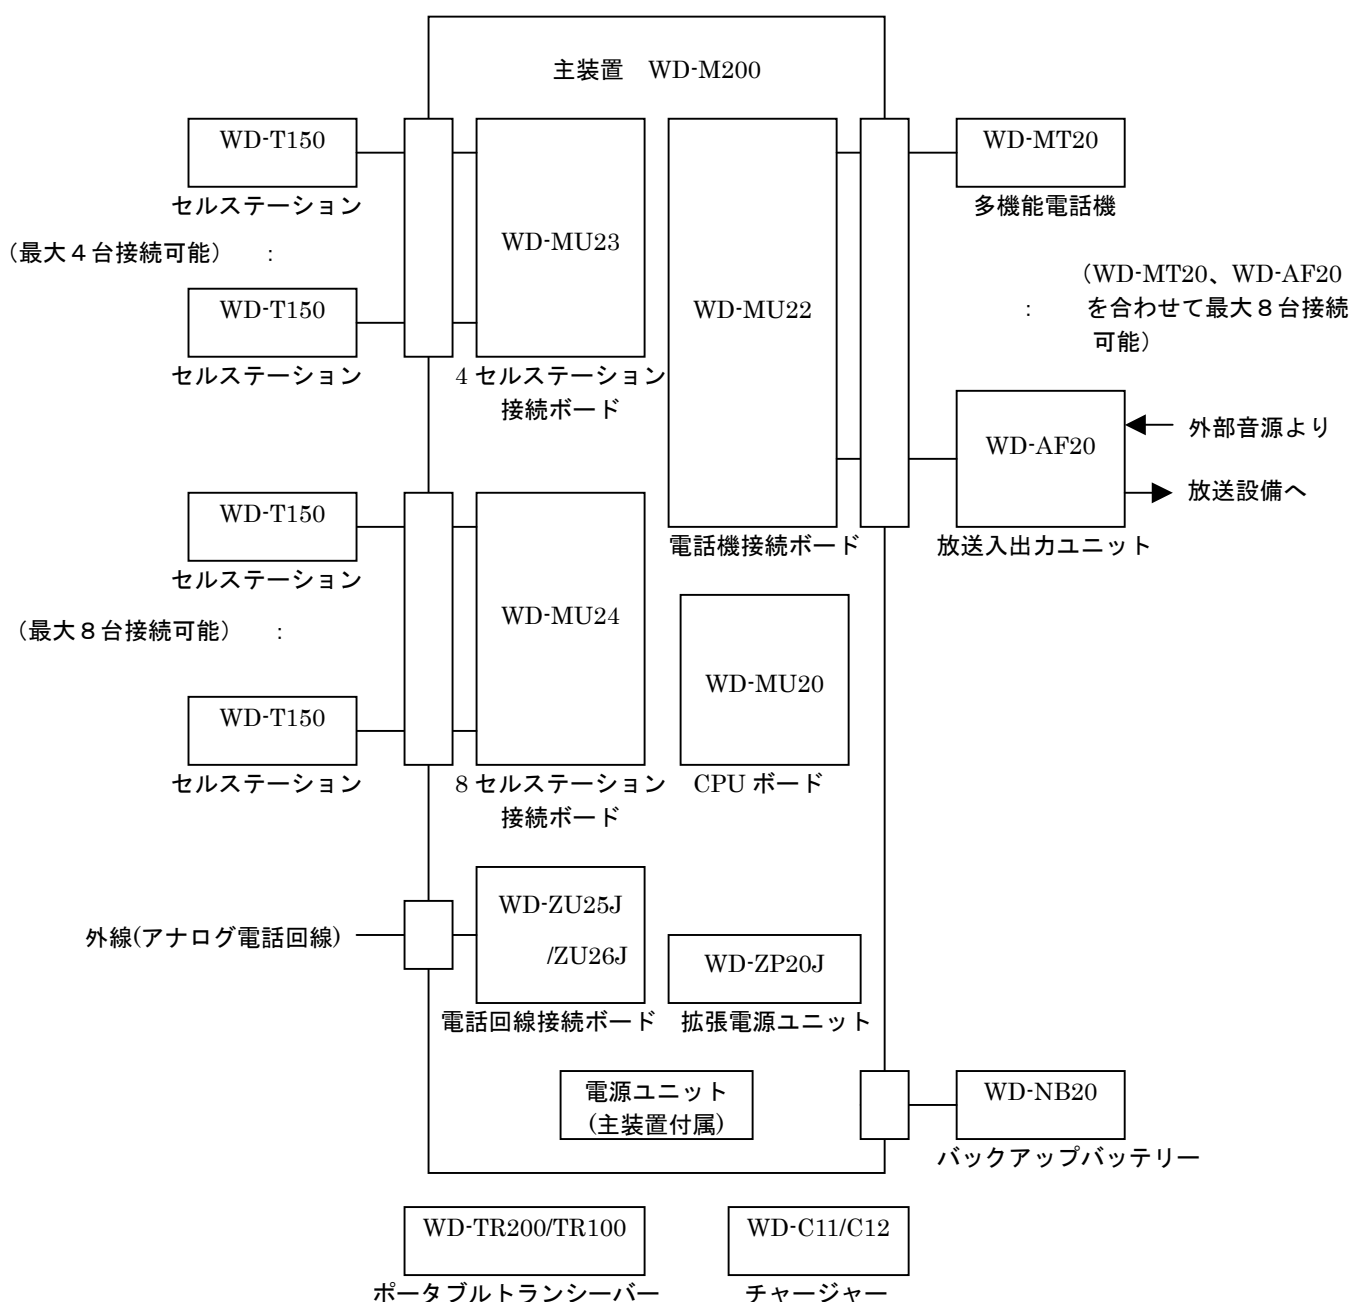 主装置　WD-M200
WD-T150
セルステーション
（最大４台接続可能）　：
WD-T150
セルステーション
WD-MU23
4 セルステーション
接続ボード
WD-MU22
電話機接続ボード
WD-MT20
多機能電話機
：
（WD-MT20、WD-AF20
を合わせて最大８台接続
可能）
WD-AF20
放送入出力ユニット
外部音源より
放送設備へ
WD-T150
セルステーション
（最大８台接続可能）　：
WD-T150
セルステーション
WD-MU24
8 セルステーション
接続ボード
WD-MU20
CPU ボード
外線(アナログ電話回線)
WD-ZU25J
/ZU26J
電話回線接続ボード
WD-ZP20J
拡張電源ユニット
電源ユニット
(主装置付属)
WD-NB20
バックアップバッテリー
WD-TR200/TR100
ポータブルトランシーバー
WD-C11/C12
チャージャー